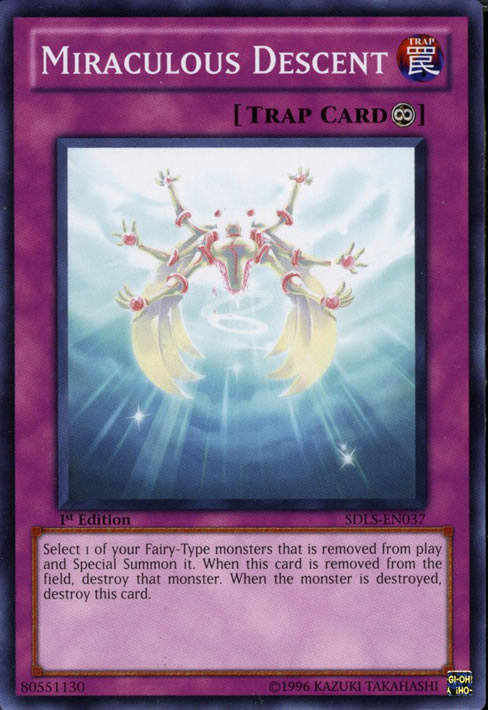 MIRACULOUS DESCENT
TRAP
罠
[TRAP CARD]
1st Edition
SDLS-EN037
Select 1 of your Fairy-Type monsters that is removed from play
and Special Summon it. When this card is removed from the
field, destroy that monster. When the monster is destroyed,
destroy this card.
80551130
©1996 KAZUKI TAKAHASHI